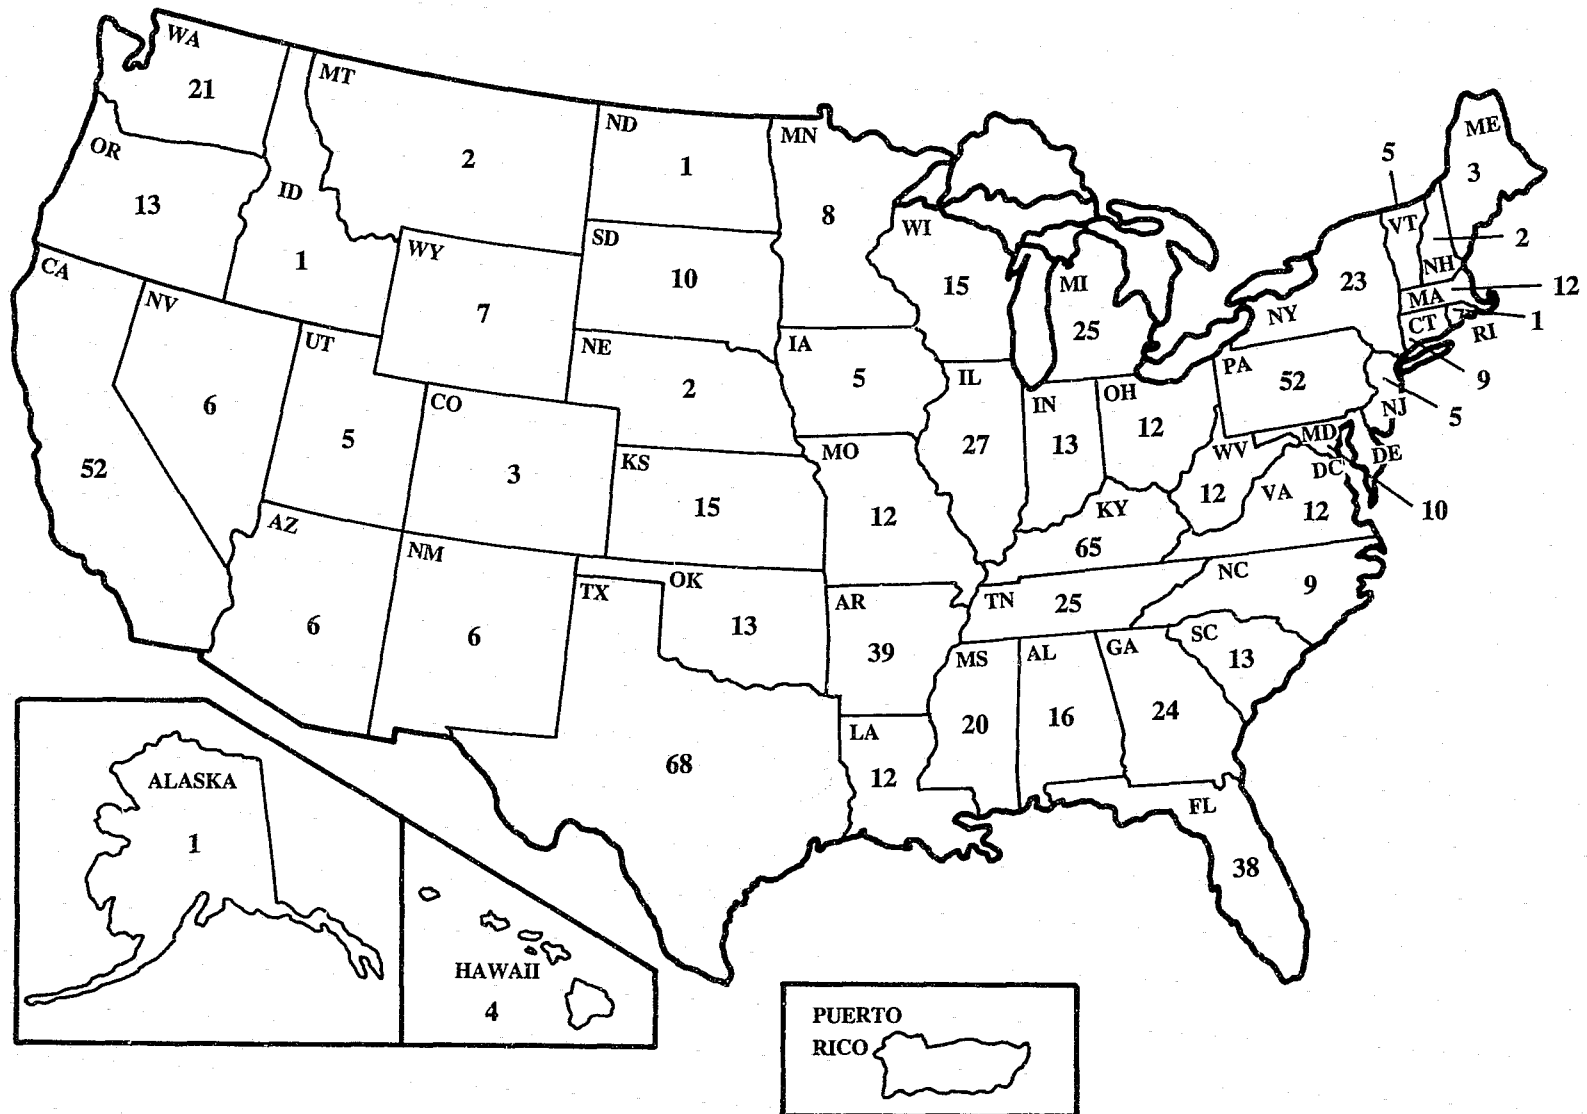 WA
21
MT
2
ND
1
MN
8
OR
13
ID
1
WY
7
SD
10
WI
15
MI
25
ME
3
5
VT
NH
2
NY
23
MA
12
CT
RI
1
9
CA
52
NV
6
UT
5
CO
3
NE
2
IA
5
IL
27
IN
13
OH
12
PA
52
NJ
5
MD
DC
DE
10
WV
12
VA
12
KS
15
MO
12
KY
65
AZ
6
NM
6
TX
68
OK
13
AR
39
TN
25
NC
9
SC
13
MS
20
AL
16
GA
24
LA
12
FL
38
ALASKA
1
HAWAII
4
PUERTO
RICO